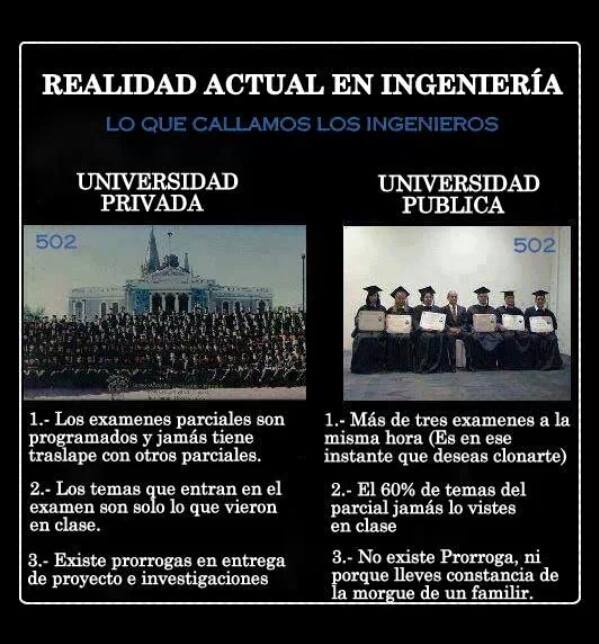 REALIDAD ACTUAL EN INGENIERÍA
LO QUE CALLAMOS LOS INGENIEROS
UNIVERSIDAD
PRIVADA
502
1.- Los examenes parciales son
programados y jamás tiene
traslape con otros parciales.
2.- Los temas que entran en el
examen son solo lo que vieron
en clase.
3.- Existe prorrogas en entrega
de proyecto e investigaciones
UNIVERSIDAD
PUBLICA
502
1.- Más de tres examenes a la
misma hora (Es en ese
instante que deseas clonarte)
2.- El 60% de temas del
parcial jamás lo vistes
en clase
3.- No existe Prorroga, ni
porque lleves constancia de
la morgue de un familir.